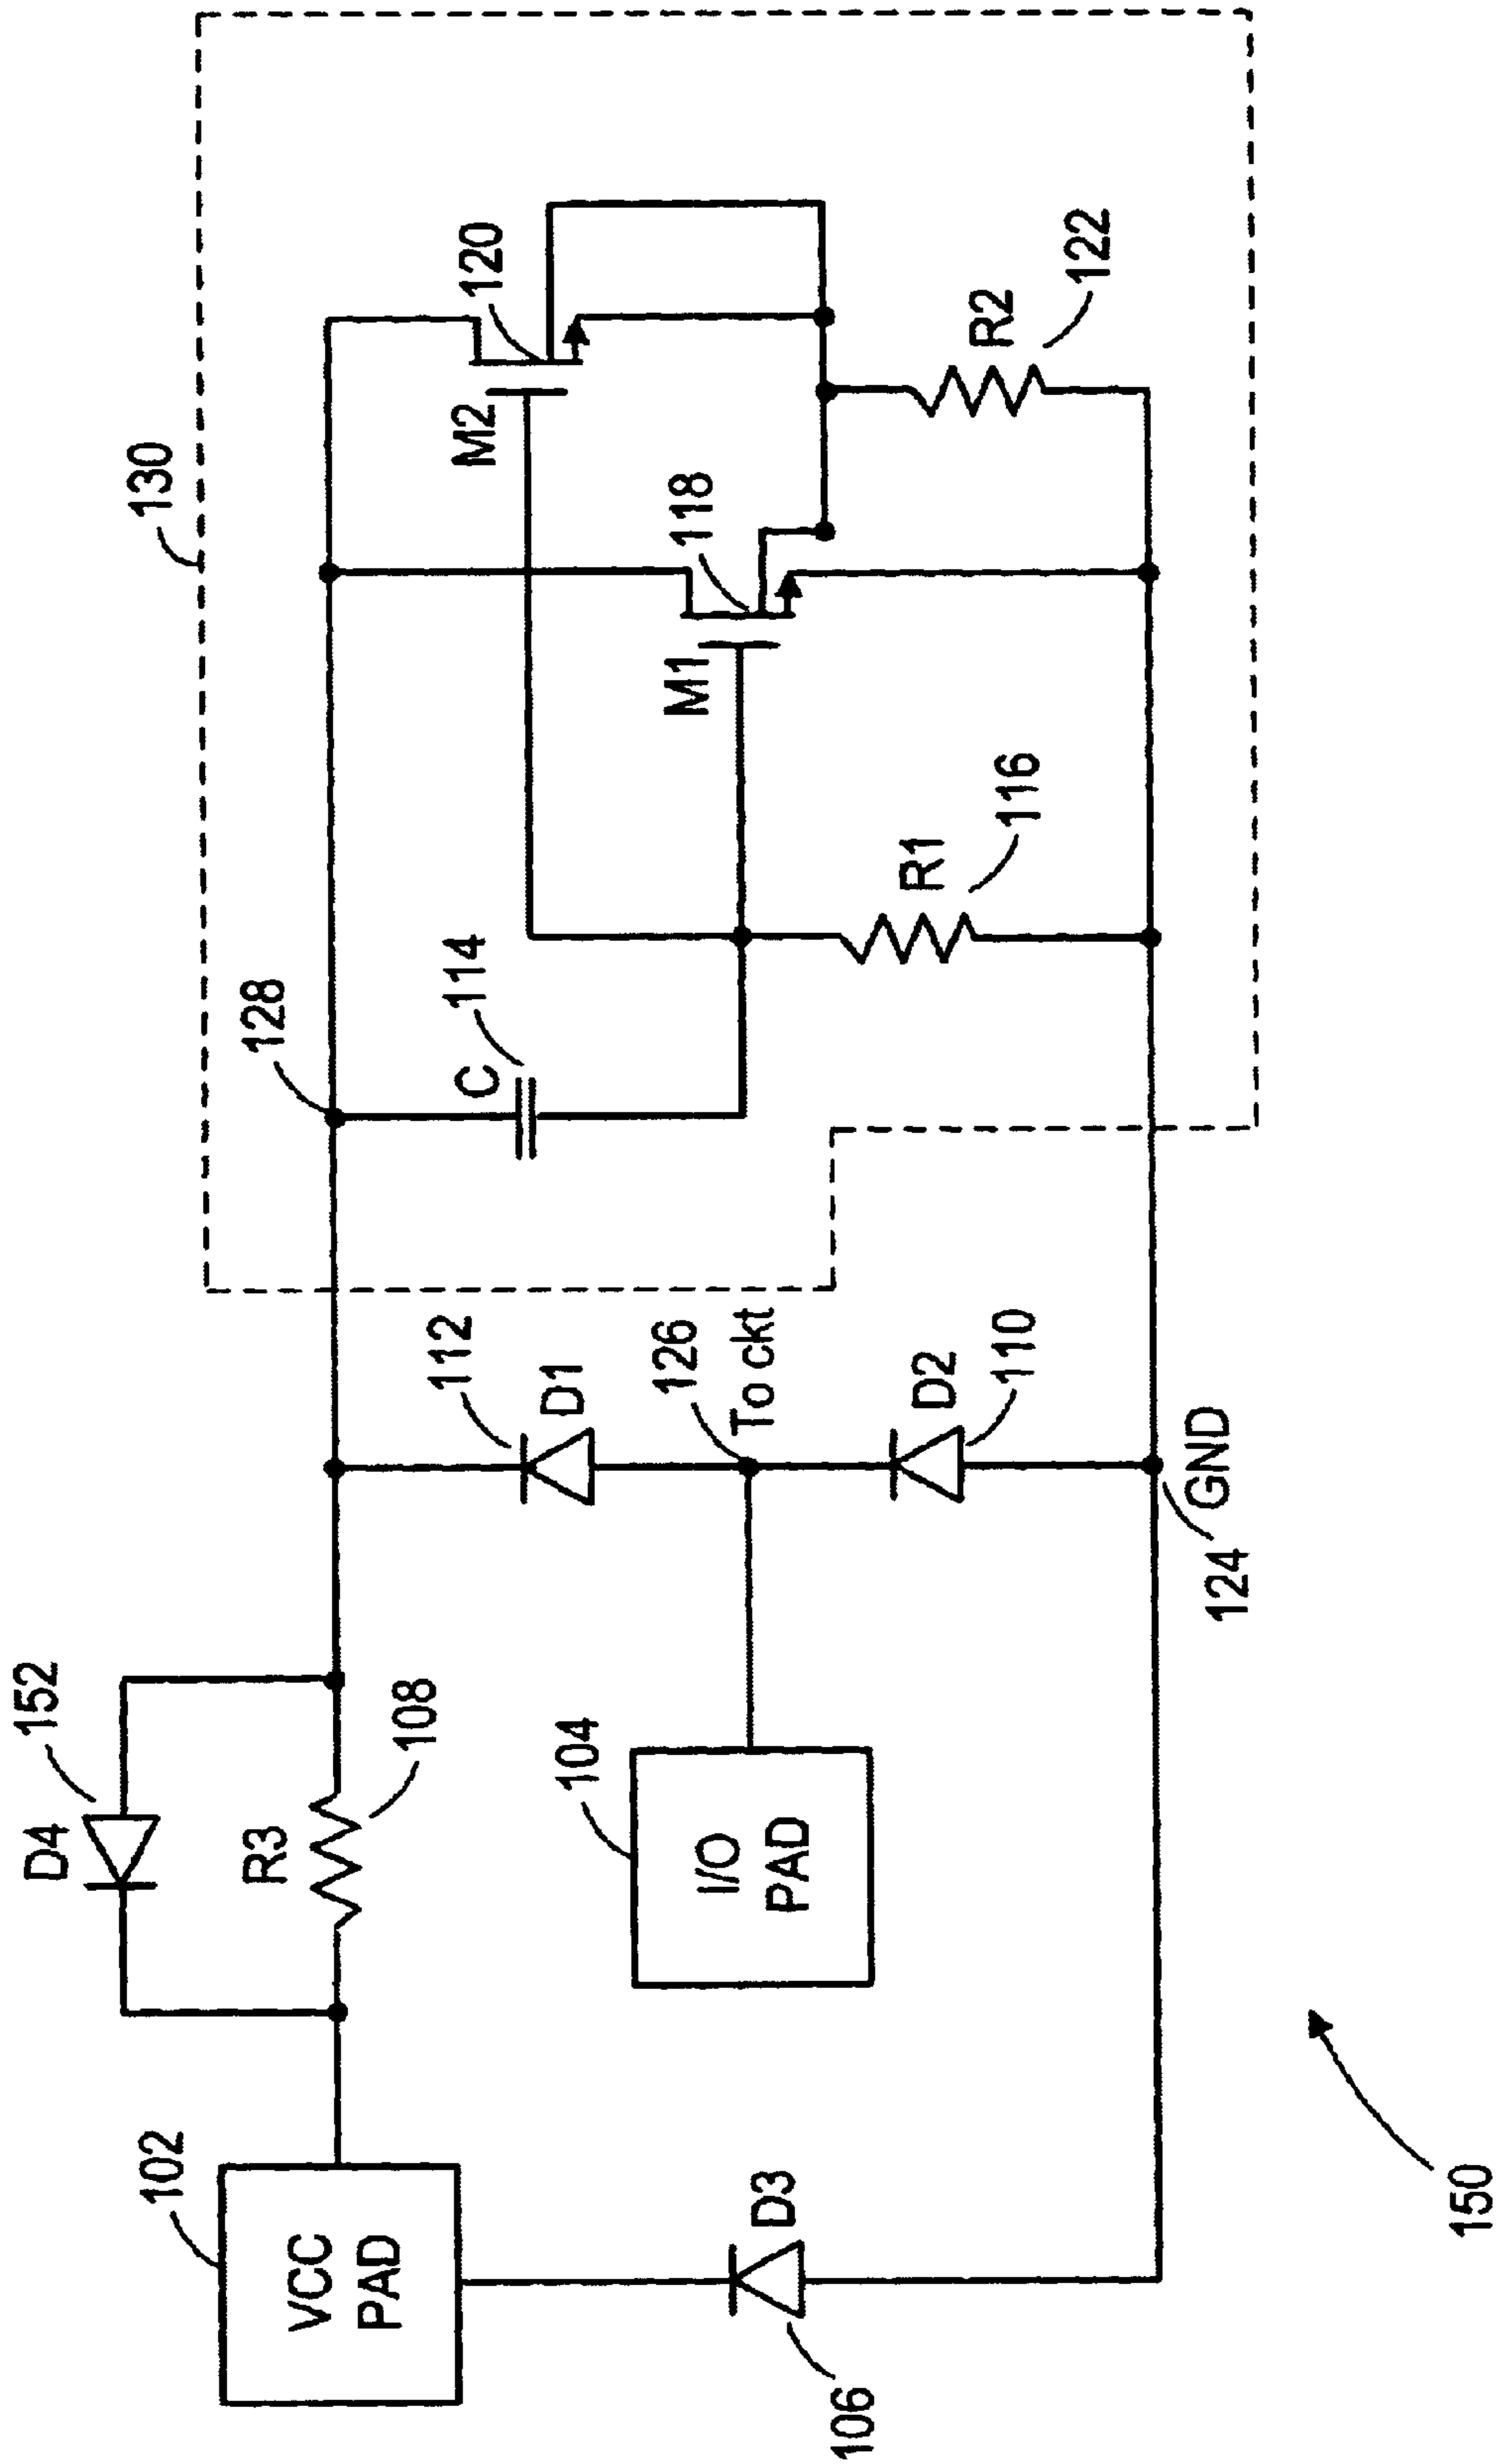 130
128
114
C
120
M2
118
M1
R1
116
R2
122
152
D4
R3
108
112
D1
126
To ckt
D2
110
104
I/O
PAD
GND
124
102
VCC
PAD
D3
106
150